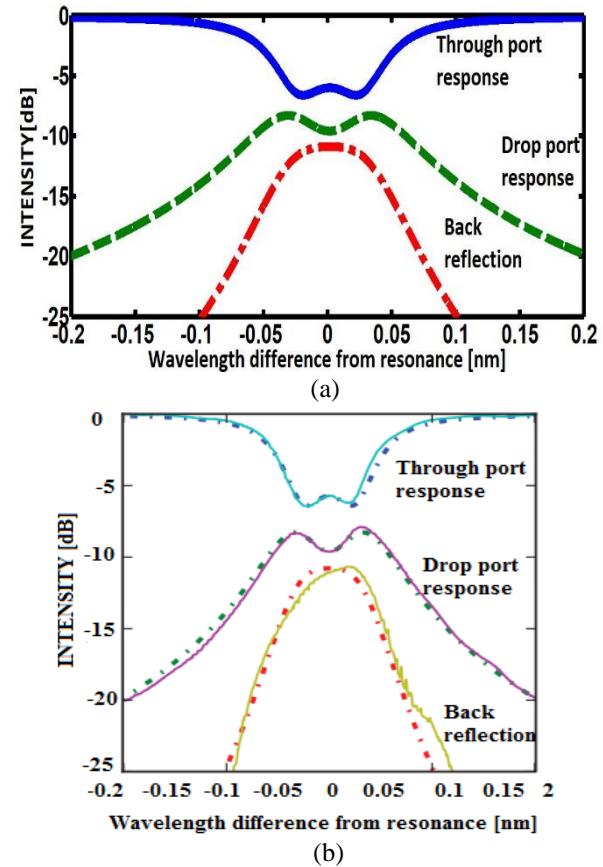 0
-5
-10
-15
-20
-25
INTENSITY[dB]
Through port
response
Drop port
response
Back
reflection
-0.2 -0.15 -0.1 -0.05 0 0.05 0.1 0.15 0.2
Wavelength difference from resonance [nm]
(a)
0
-5
-10
-15
-20
-25
INTENSITY [dB]
Through port
response
Drop port
response
Back
reflection
-0.2 -0.15 -0.1 -0.05 0 0.05 0.1 0.15 2
Wavelength difference from resonance [nm]
(b)